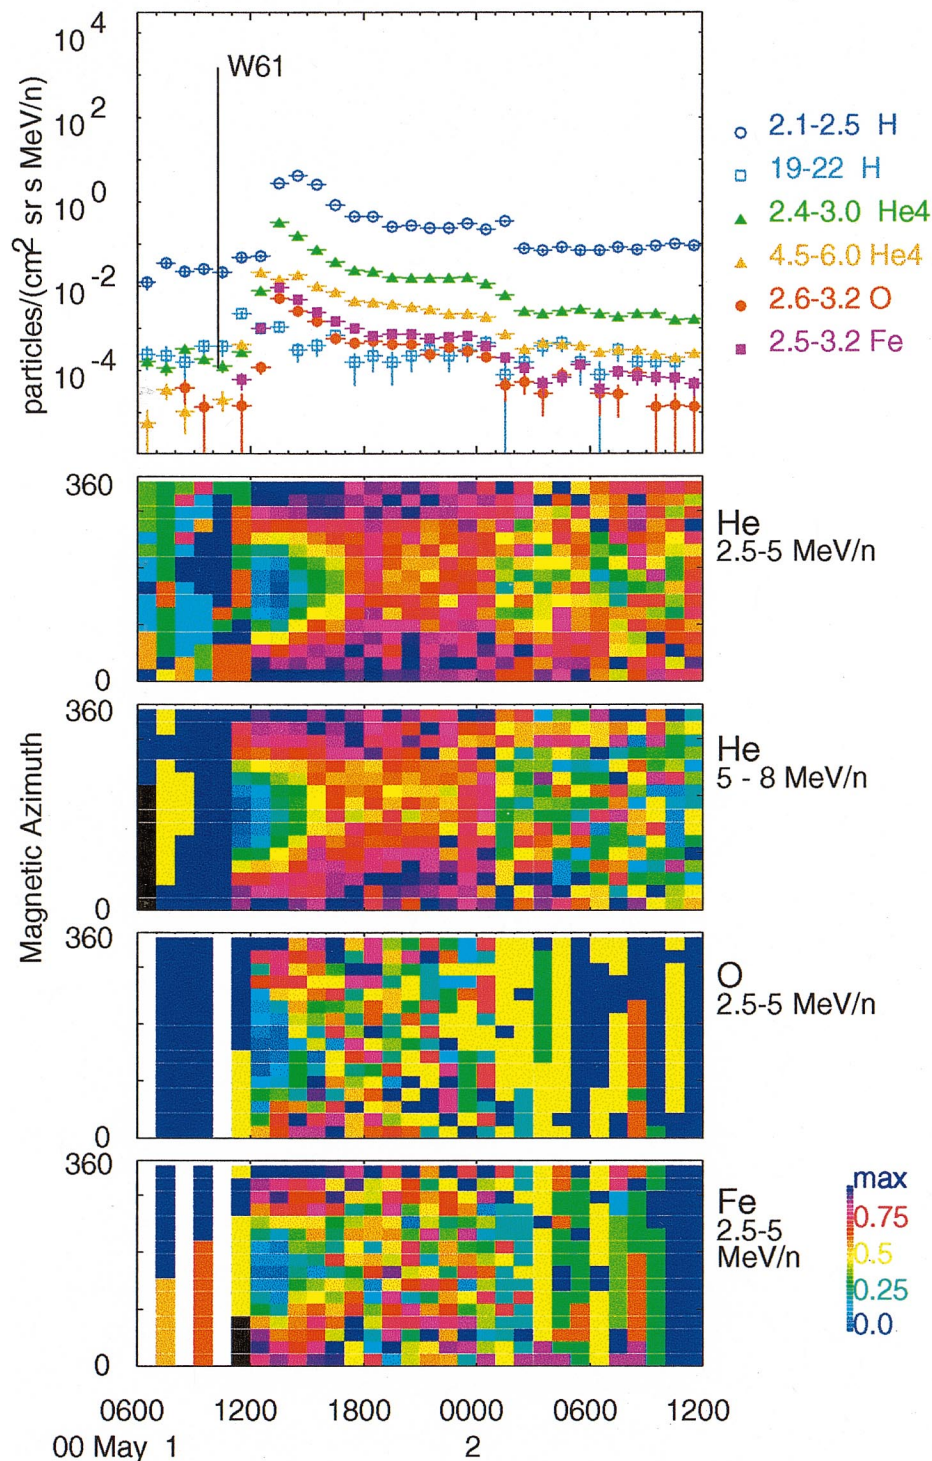 10^4
10^2
10^0
10^-2
10^-4
particles/(cm^2 sr s MeV/n)
W61
2.1-2.5 H
19-22 H
2.4-3.0 He4
4.5-6.0 He4
2.6-3.2 O
2.5-3.2 Fe
360
0
He
2.5-5 MeV/n
360
0
He
5 - 8 MeV/n
Magnetic Azimuth
360
0
O
2.5-5 MeV/n
360
0
Fe
2.5-5
MeV/n
max
0.75
0.5
0.25
0.0
0600 1200 1800 0000 0600 1200
00 May 1 2